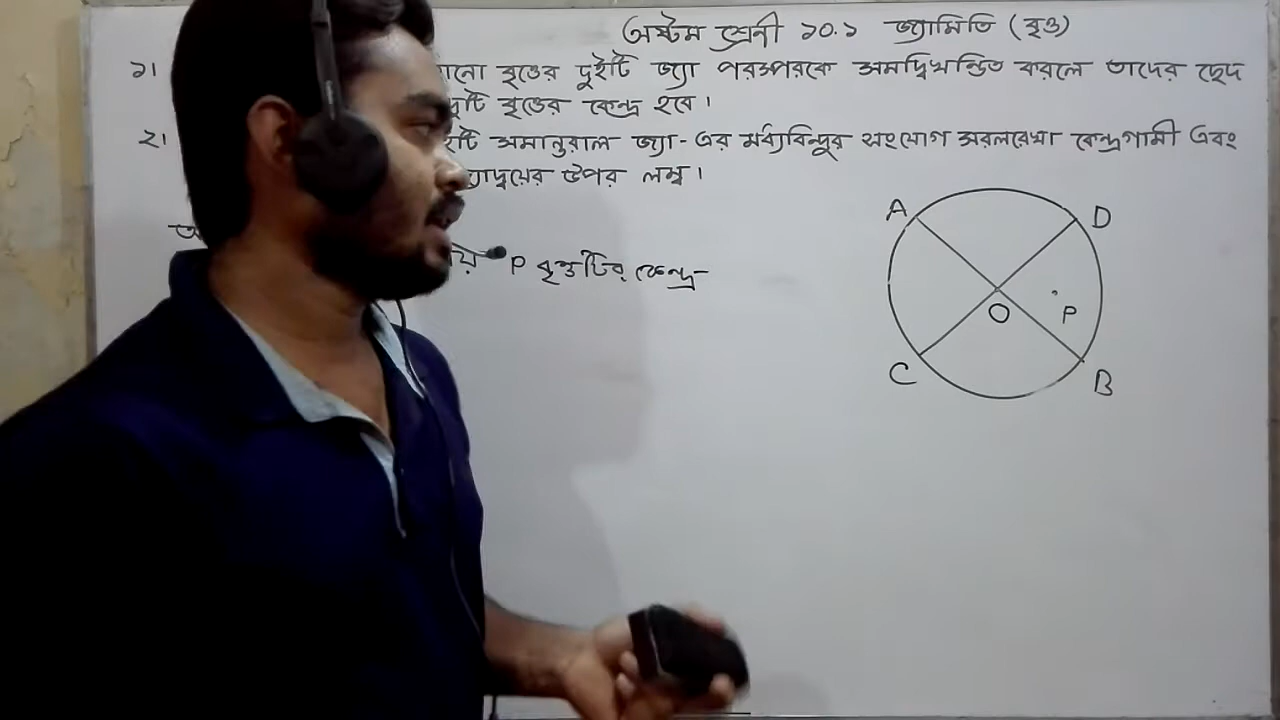 অষ্টম শ্রেনী ১০.১ জ্যামিতি (বৃত্ত)
১। নো বৃত্তের দুইটি জ্যা পরস্পরকে সমদ্বিখন্ডিত করলে তাদের ছেদ
টি বৃত্তের কেন্দ্র হবে।
২। ইটি সমান্তরাল জ্যা-এর মধ্যবিন্দুর সংযোগ সরলরেখা কেন্দ্রগামী এবং
দ্বয়ের উপর লম্ব।
A D
P বৃত্তটির কেন্দ্র
O P
C B